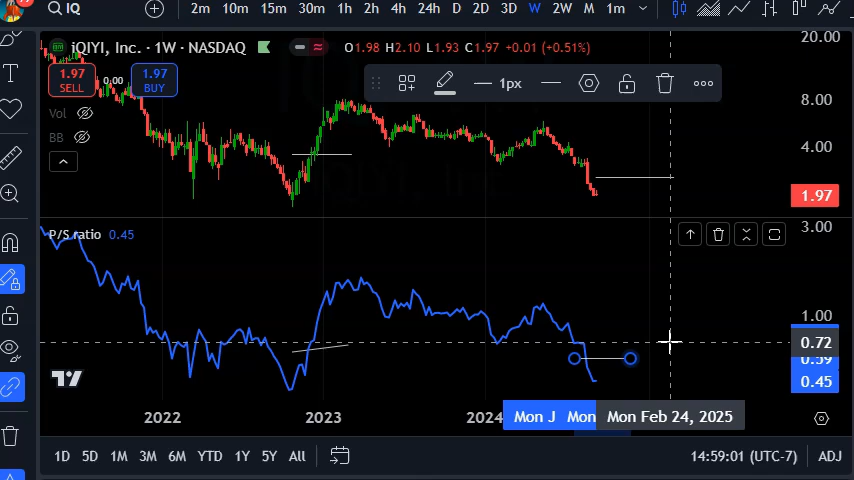 IQ
2m 10m 15m 30m 1h 2h 4h 24h D 2D W 2W M 1m
iQIYI, Inc. · 1W · NASDAQ
O1.98 H2.10 L1.93 C1.97 +0.01 (+0.51%)
20.00
1.97
SELL
0.00
1.97
BUY
1px
8.00
Vol
BB
4.00
1.97
P/S ratio 0.45
3.00
1.00
0.72
0.59
0.45
2022 2023 2024
Mon J Mon Mon Feb 24, 2025
1D 5D 1M 3M 6M YTD 1Y 5Y All
14:59:01 (UTC-7) ADJ